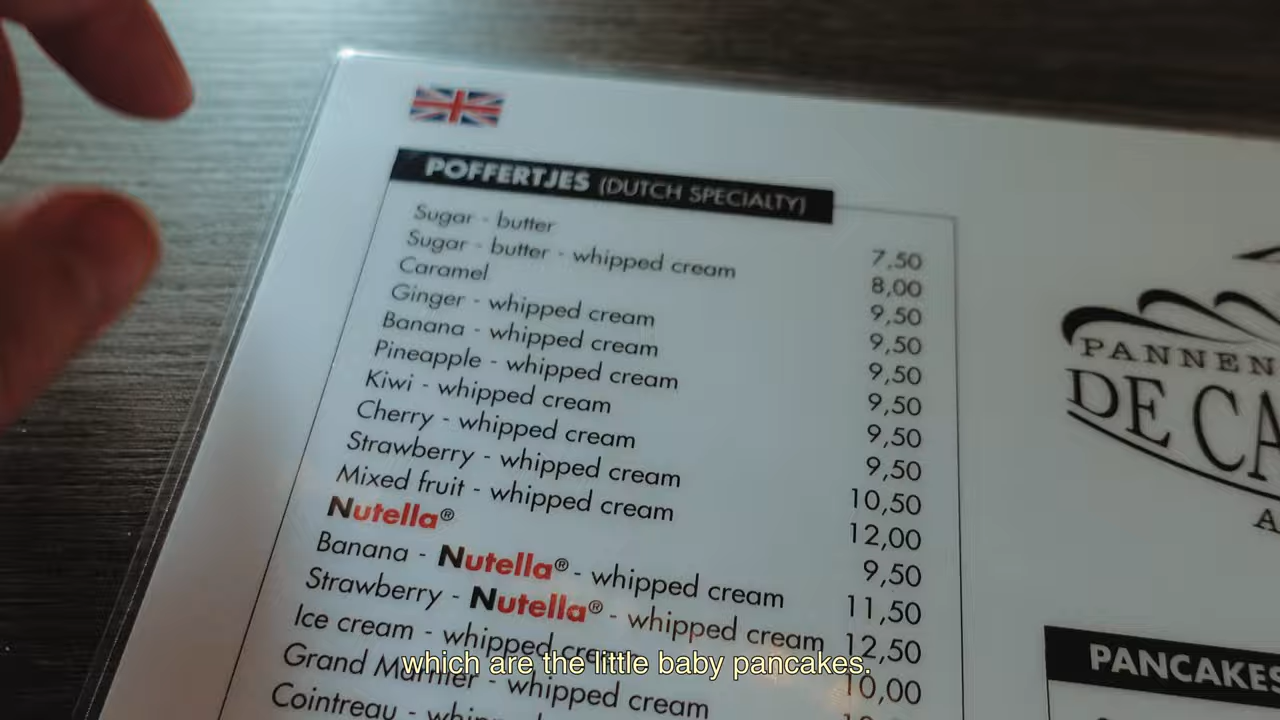 POFFERTJES (DUTCH SPECIALTY)
Sugar - butter 7,50
Sugar - butter - whipped cream 8,00
Caramel 9,50
Ginger - whipped cream 9,50
Banana - whipped cream 9,50
Pineapple - whipped cream 9,50
Kiwi - whipped cream 9,50
Cherry - whipped cream 9,50
Strawberry - whipped cream 10,50
Mixed fruit - whipped cream 12,00
Nutella® 9,50
Banana - Nutella® - whipped cream 11,50
Strawberry - Nutella® - whipped cream 12,50
Ice cream - whipped cream 10,00
Grand Marnier - whipped cream
Cointreau -
PANNEN
DE CA
A
PANCAKES
which are the little baby pancakes.